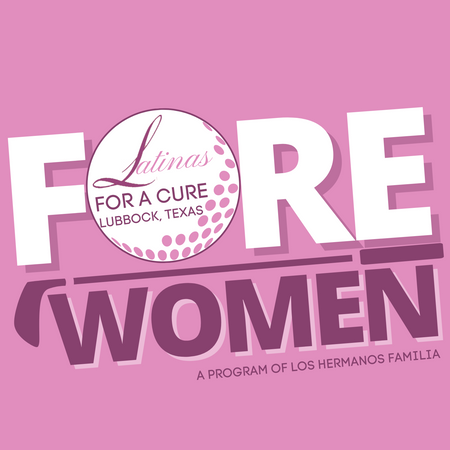 FORE
Latinas
FOR A CURE
LUBBOCK, TEXAS
WOMEN
A PROGRAM OF LOS HERMANOS FAMILIA